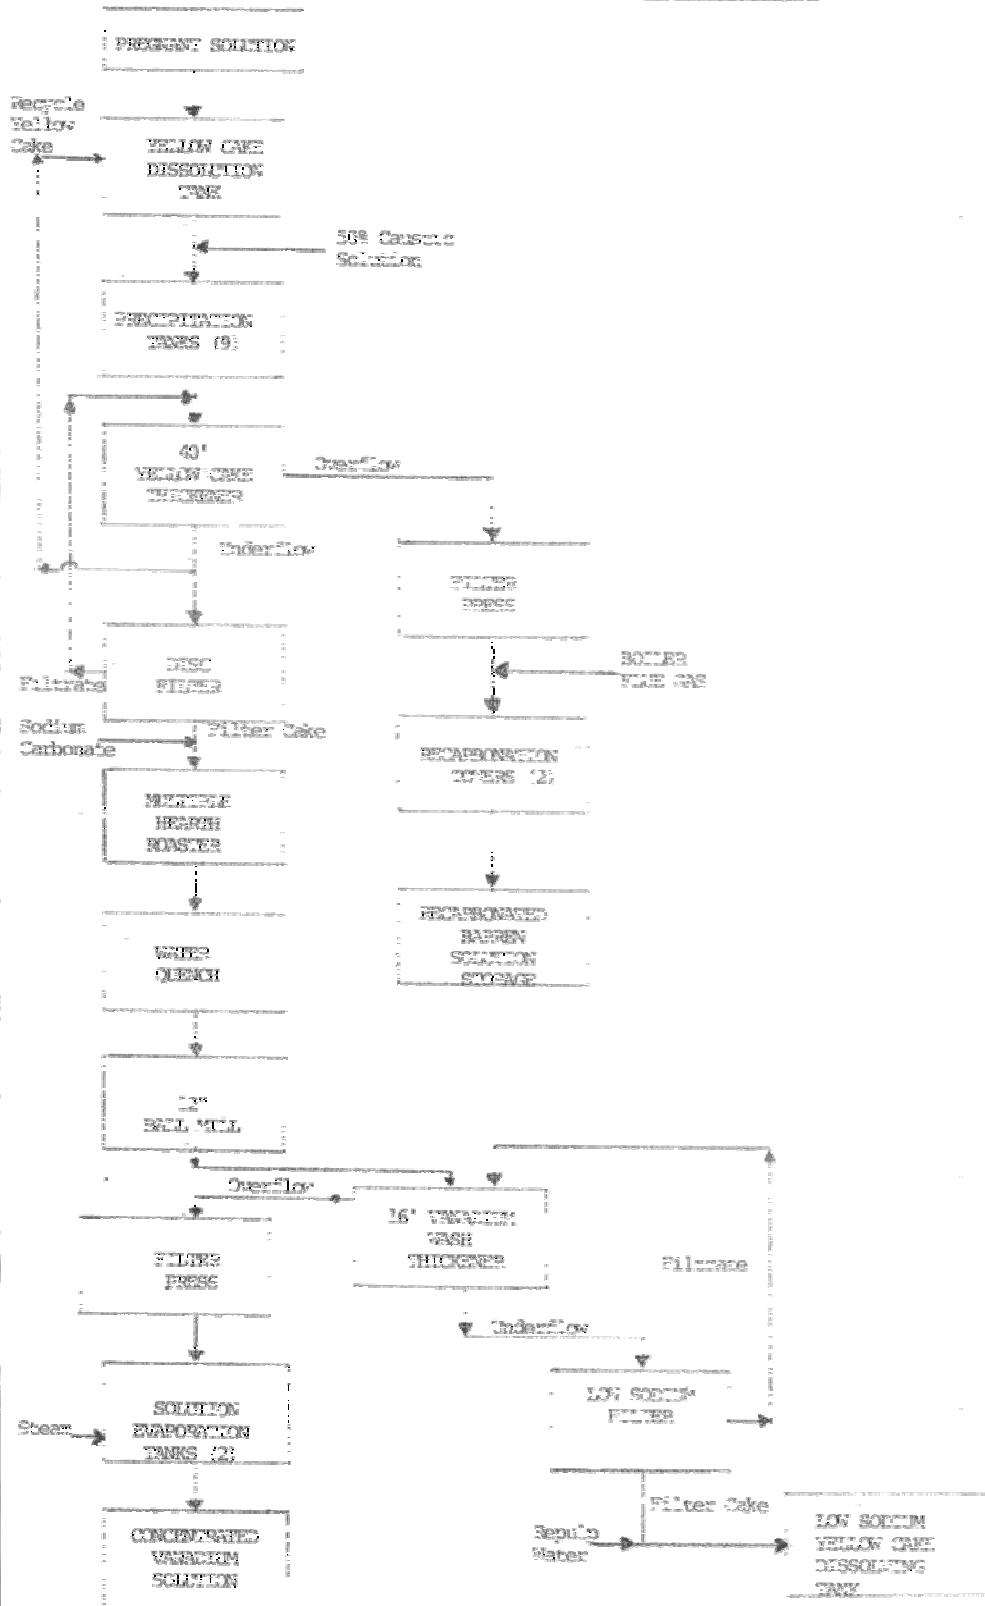 PREGNANT SOLUTION
Recycle
Yellow
Cake
YELLOW CAKE
DISSOLUTION
TANK
50% Caustic
Solution
PRECIPITATION
TANKS (9)
40'
YELLOW CAKE
THICKENER
Overflow
Underflow
FILTER
PRESS
DISC
FILTER
Filtrate
BOILER
FLUE GAS
Sodium
Carbonate
Filter Cake
RECARBONATION
TOWERS (2)
MULTIPLE
HEARTH
ROASTER
RECARBONATED
BARREN
SOLUTION
STORAGE
WATER
QUENCH
BALL MILL
Overflow
16' VANADIUM
WASH
THICKENER
FILTER
PRESS
Filtrate
Underflow
LOW SODIUM
FILTER
Steam
SOLUTION
EVAPORATION
TANKS (2)
Filter Cake
Repulp
Water
LOW SODIUM
YELLOW CAKE
DISSOLVING
TANK
CONCENTRATED
VANADIUM
SOLUTION